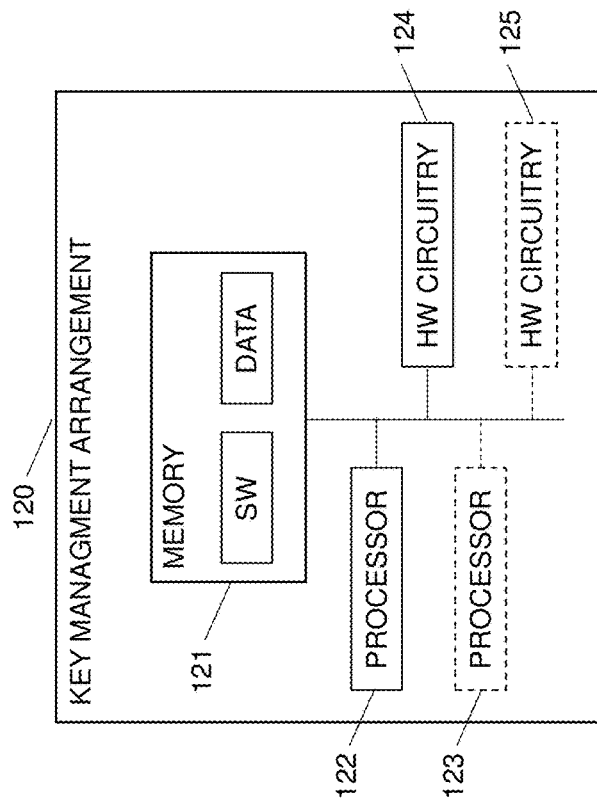 120
KEY MANAGMENT ARRANGEMENT
MEMORY
SW
DATA
121
122
PROCESSOR
HW CIRCUITRY
124
123
PROCESSOR
HW CIRCUITRY
125